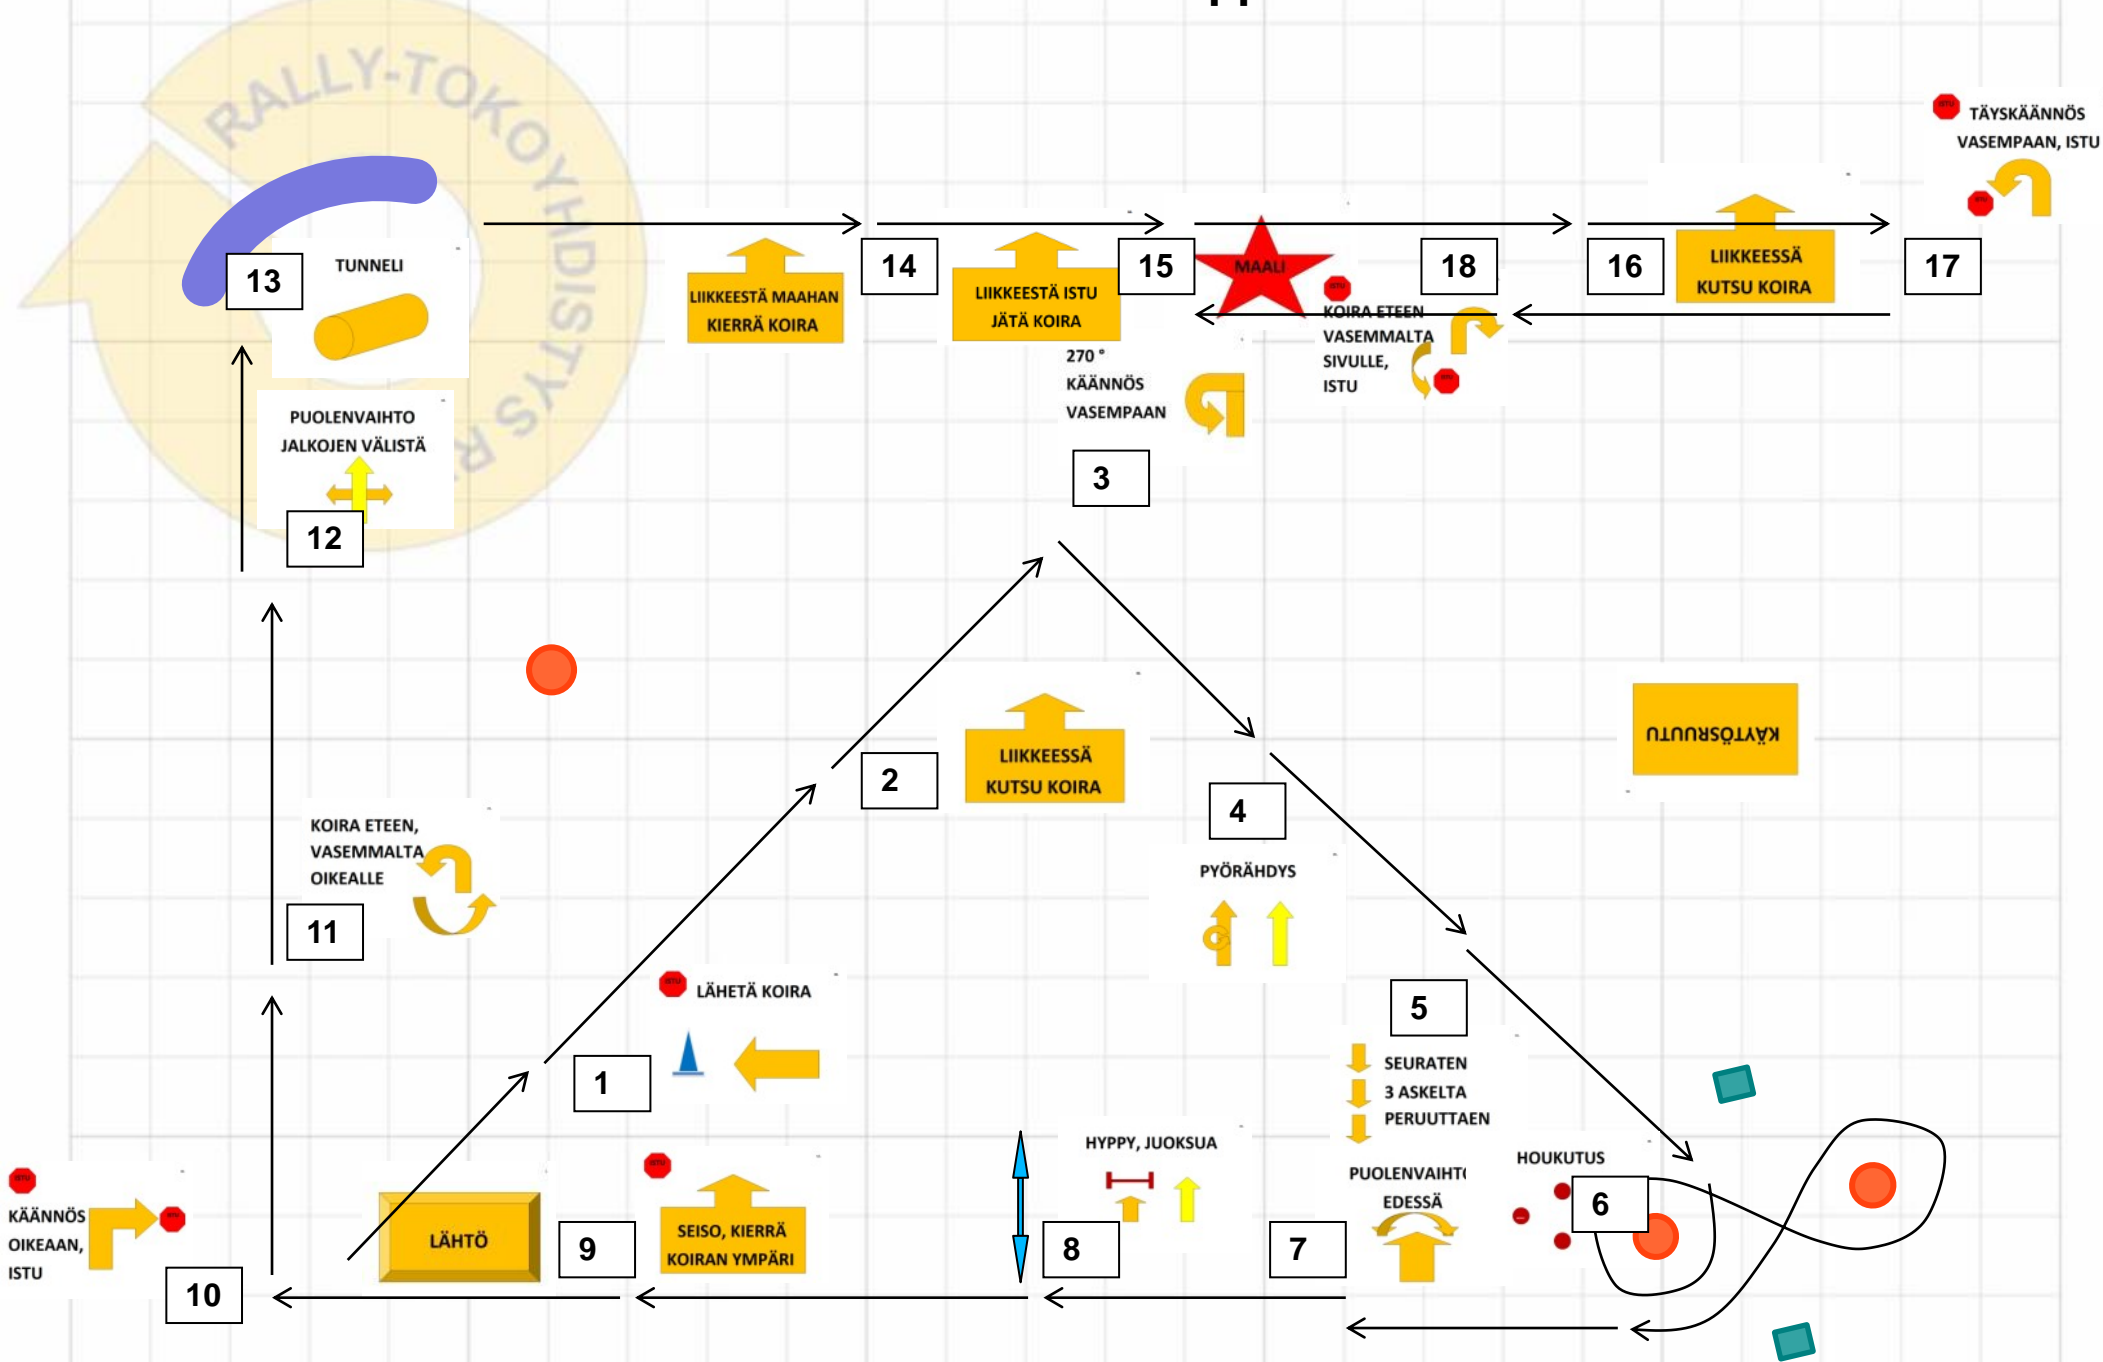 RALLY-TOKOYHDISTYS R
TÄYSKÄÄNNÖS
VASEMPAAN, ISTU
13
TUNNELI
LIIKKEESTÄ MAAHAN
KIERRÄ KOIRA
14
LIIKKEESTÄ ISTU
JÄTÄ KOIRA
15
MAALI
18
KOIRA ETEEN
VASEMMALTA
SIVULLE,
ISTU
16
LIIKKEESSÄ
KUTSU KOIRA
17
270 °
KÄÄNNÖS
VASEMPAAN
3
PUOLENVAIHTO
JALKOJEN VÄLISTÄ
12
2
LIIKKEESSÄ
KUTSU KOIRA
KÄYTÖSRUUTU
4
PYÖRÄHDYS
KOIRA ETEEN,
VASEMMALTA
OIKEALLE
11
ISTU
LÄHETÄ KOIRA
1
5
SEURATEN
3 ASKELTA
PERUUTTAEN
HYPPY, JUOKSUA
8
7
PUOLENVAIHTO
EDESSÄ
HOUKUTUS
6
KÄÄNNÖS
OIKEAAN,
ISTU
10
LÄHTÖ
9
SEISO, KIERRÄ
KOIRAN YMPÄRI